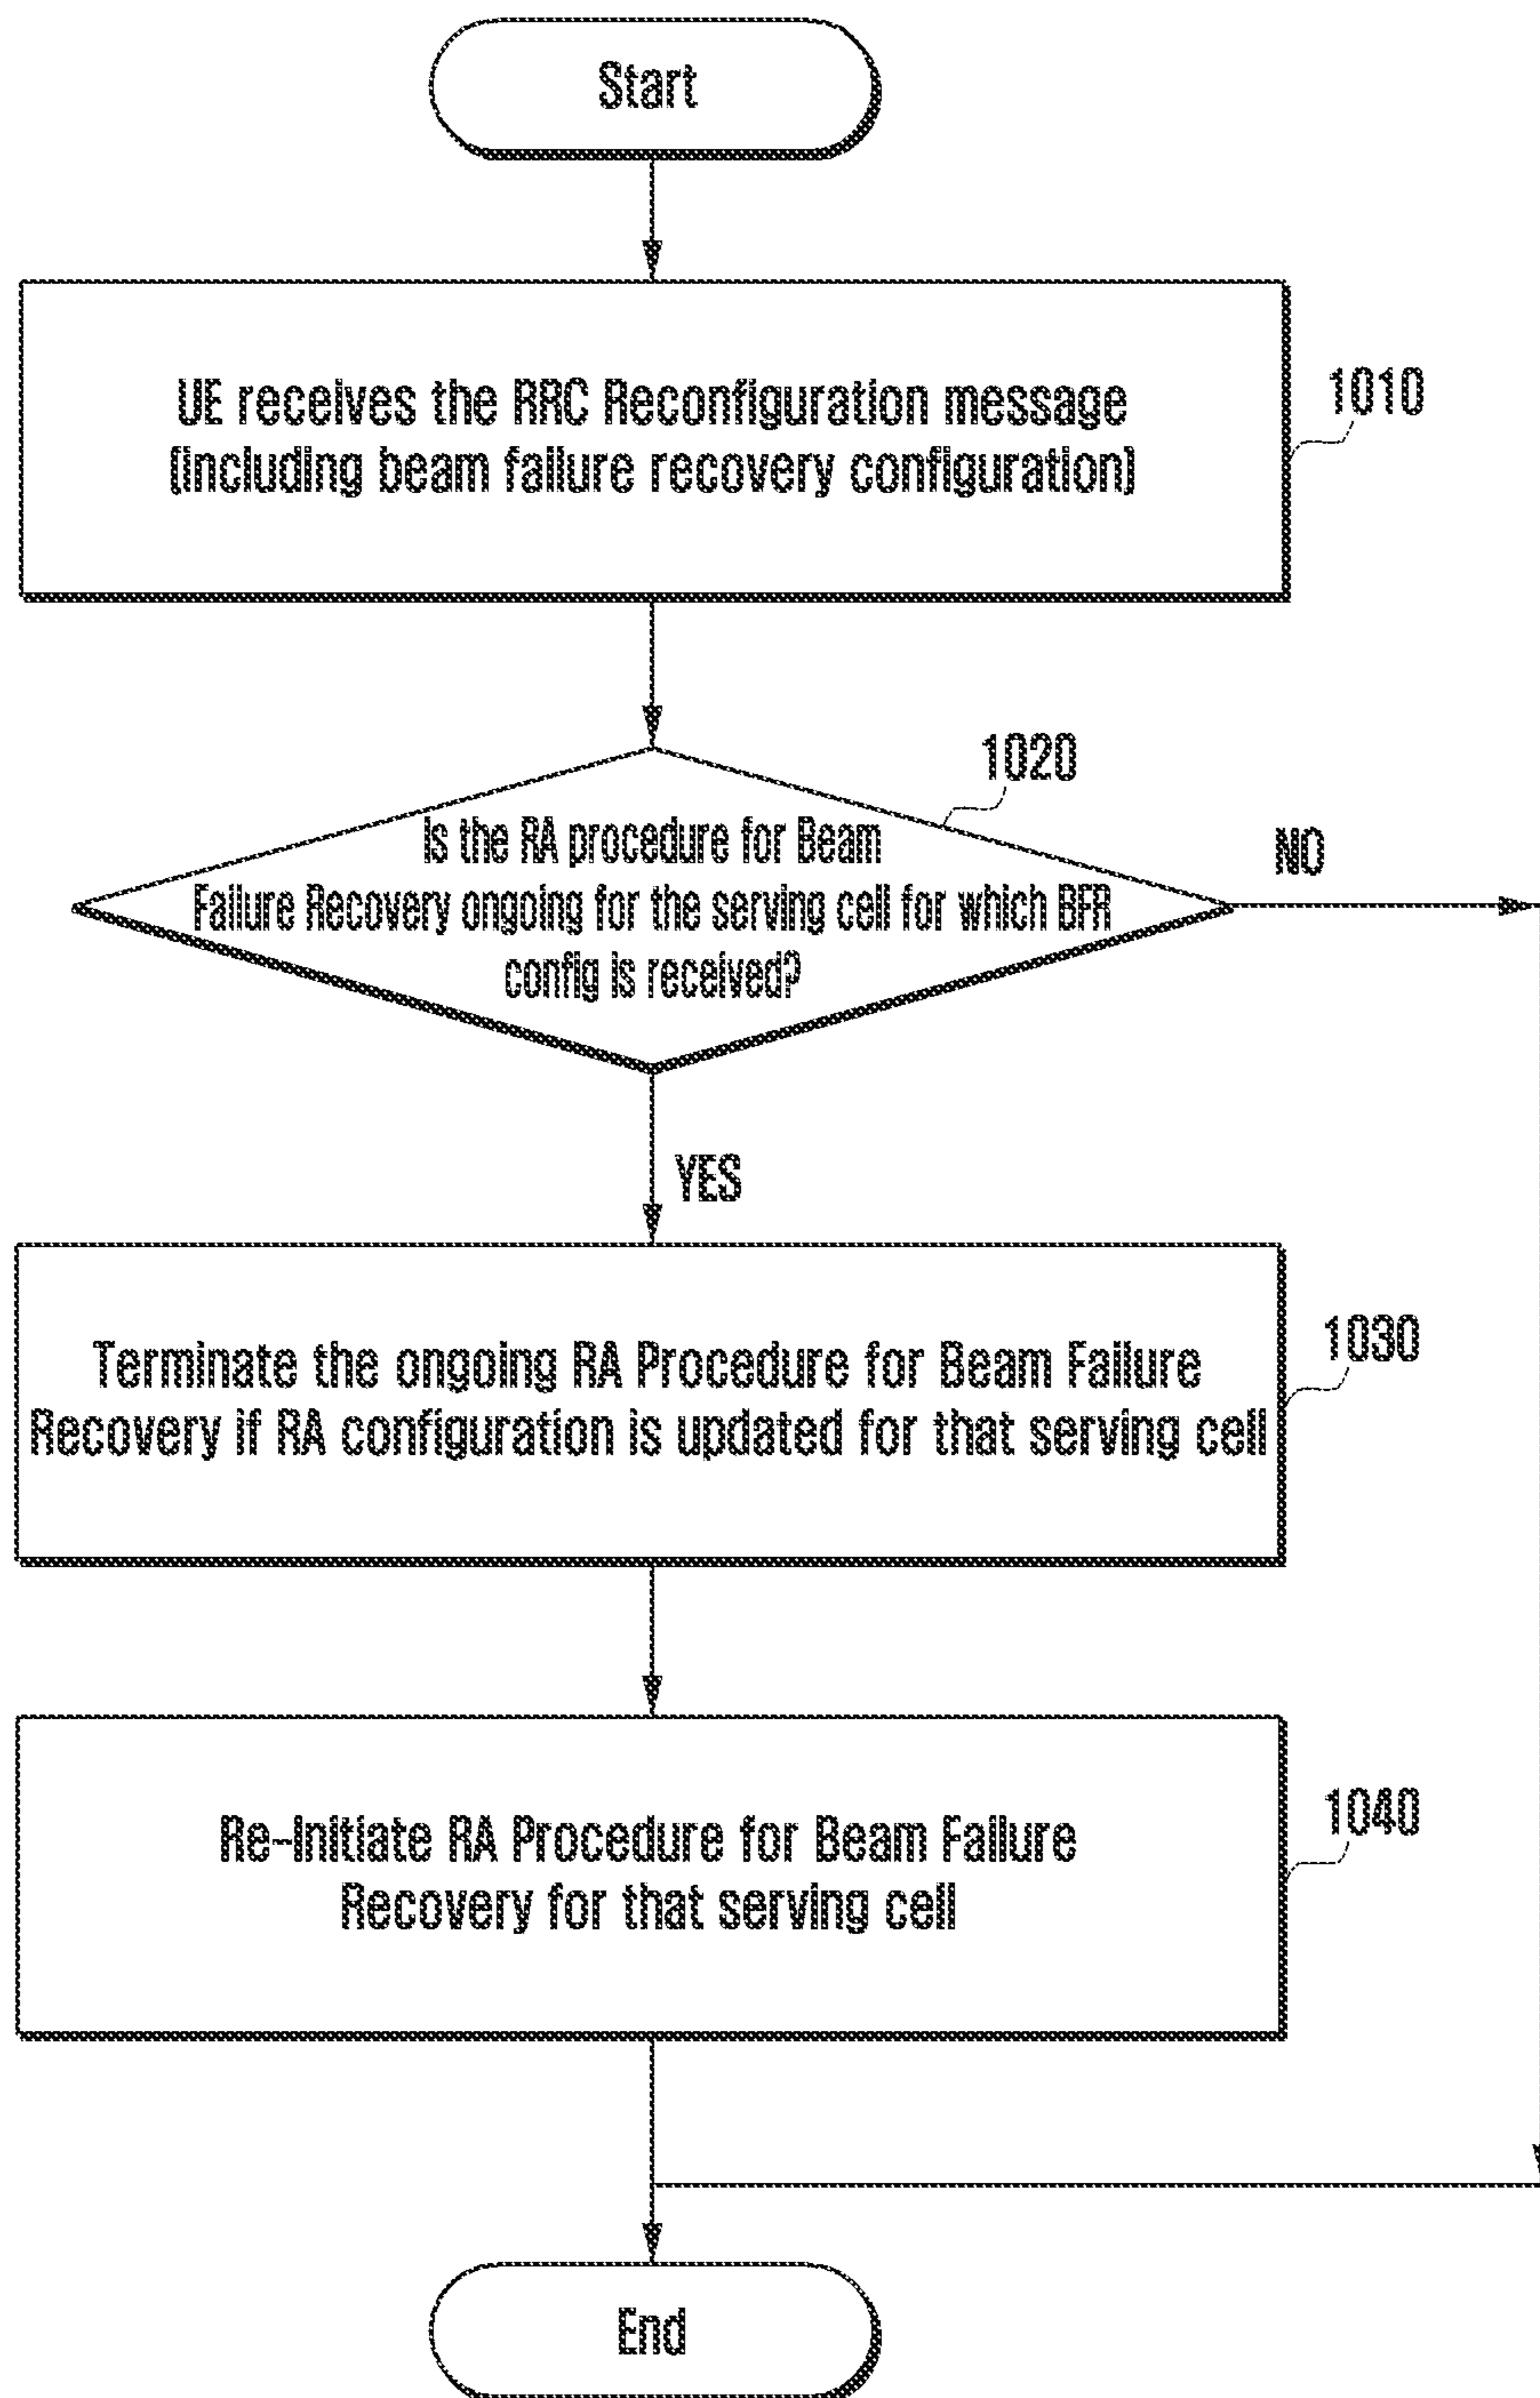 Start
UE receives the RRC Reconfiguration message
(including beam failure recovery configuration)
1010
1020
Is the RA procedure for Beam
Failure Recovery ongoing for the serving cell for which BFR
config is received?
NO
YES
Terminate the ongoing RA Procedure for Beam Failure
Recovery if RA configuration is updated for that serving cell
1030
Re-Initiate RA Procedure for Beam Failure
Recovery for that serving cell
1040
End